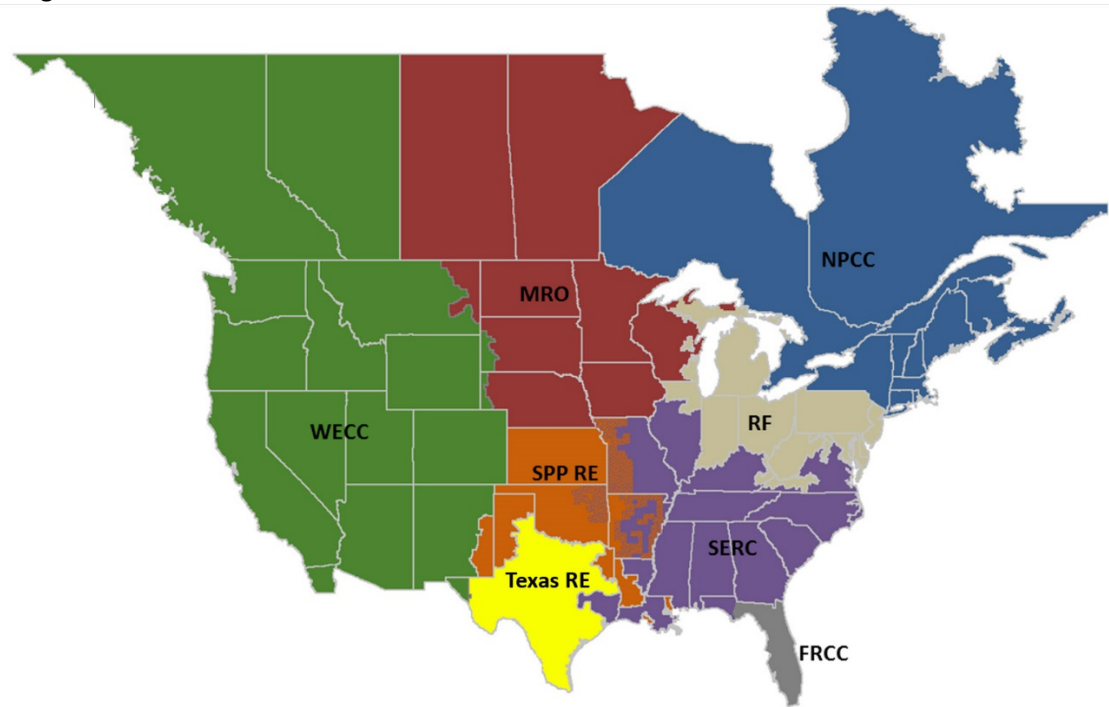 NPCC
MRO
RF
WECC
SPP RE
SERC
Texas RE
FRCC